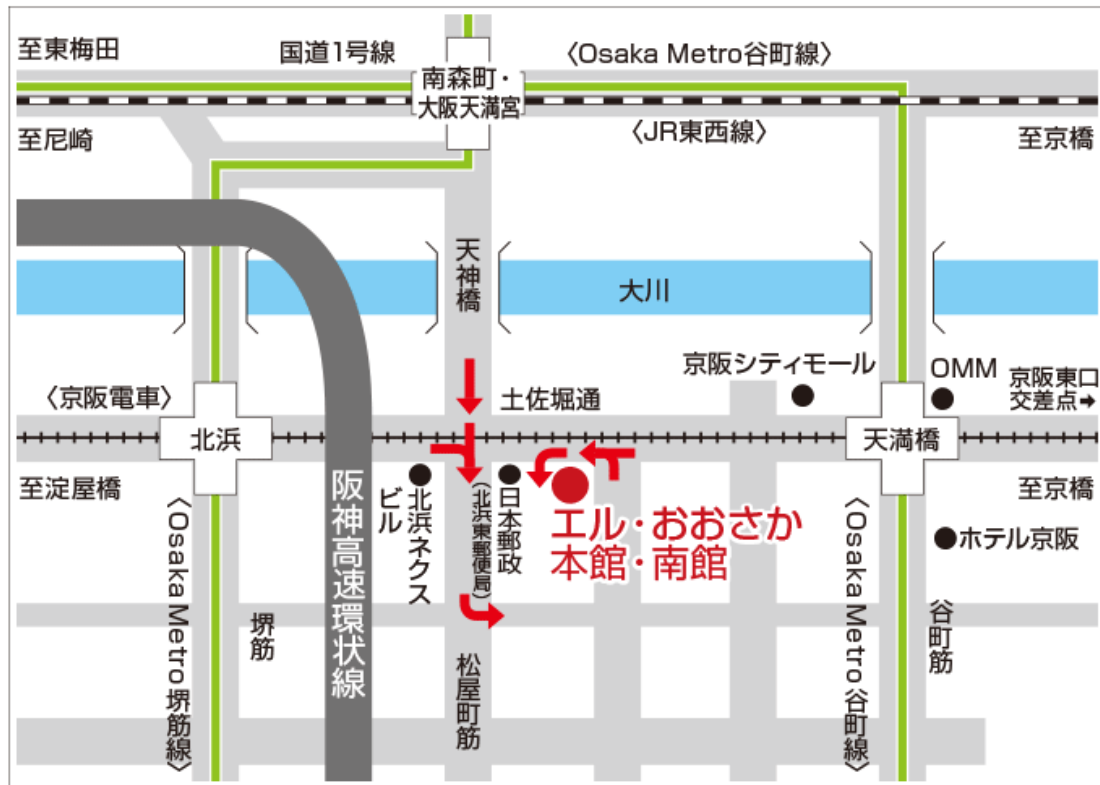 至東梅田
国道1号線
南森町・
大阪天満宮
〈Osaka Metro谷町線〉
至尼崎
〈JR東西線〉
至京橋
天神橋
大川
京阪シティモール
OMM
京阪東口
交差点➜
〈京阪電車〉
土佐堀通
北浜
天満橋
至淀屋橋
阪神高速環状線
北浜ネクス
ビル
(北浜東郵便局)
日本郵政
エル・おおさか
本館・南館
至京橋
ホテル京阪
〈Osaka Metro堺筋線〉
堺筋
松屋町筋
〈Osaka Metro谷町線〉
谷町筋